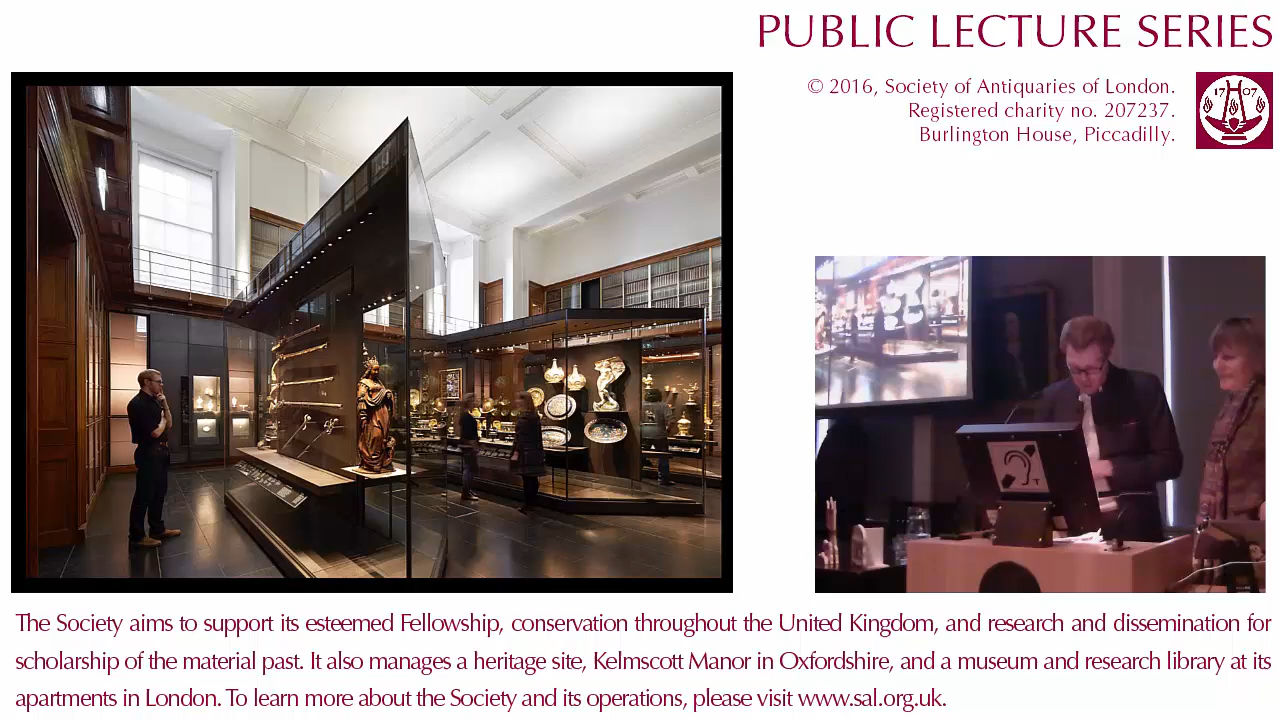 PUBLIC LECTURE SERIES
© 2016, Society of Antiquaries of London.
Registered charity no. 207237.
Burlington House, Piccadilly.
1707
T
The Society aims to support its esteemed Fellowship, conservation throughout the United Kingdom, and research and dissemination for
scholarship of the material past. It also manages a heritage site, Kelmscott Manor in Oxfordshire, and a museum and research library at its
apartments in London. To learn more about the Society and its operations, please visit www.sal.org.uk.